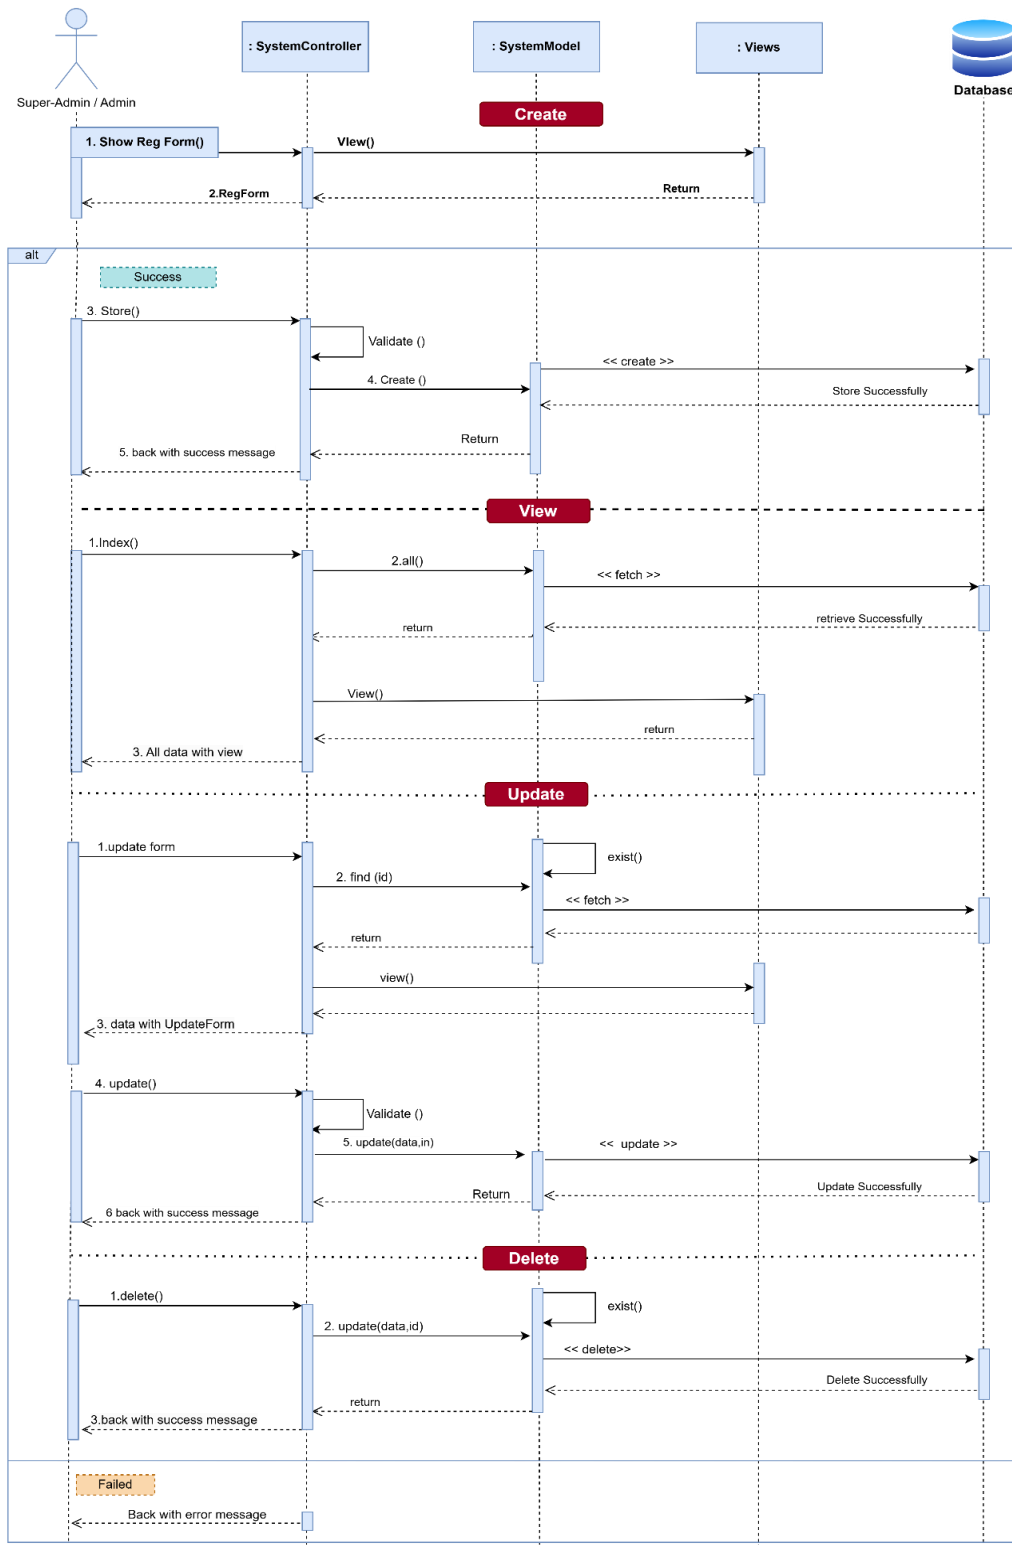 Super-Admin / Admin
: SystemController
: SystemModel
: Views
Database
Create
1. Show Reg Form()
VIew()
2.RegForm
Return
alt
Success
3. Store()
Validate ()
<< create >>
4. Create ()
Store Successfully
Return
5. back with success message
View
1.Index()
2.all()
<< fetch >>
return
retrieve Successfully
View()
return
3. All data with view
Update
1.update form
exist()
2. find (id)
<< fetch >>
return
view()
3. data with UpdateForm
4. update()
Validate ()
5. update(data,in)
<< update >>
Update Successfully
Return
6 back with success message
Delete
1.delete()
exist()
2. update(data,id)
<< delete>>
Delete Successfully
return
3.back with success message
Failed
Back with error message